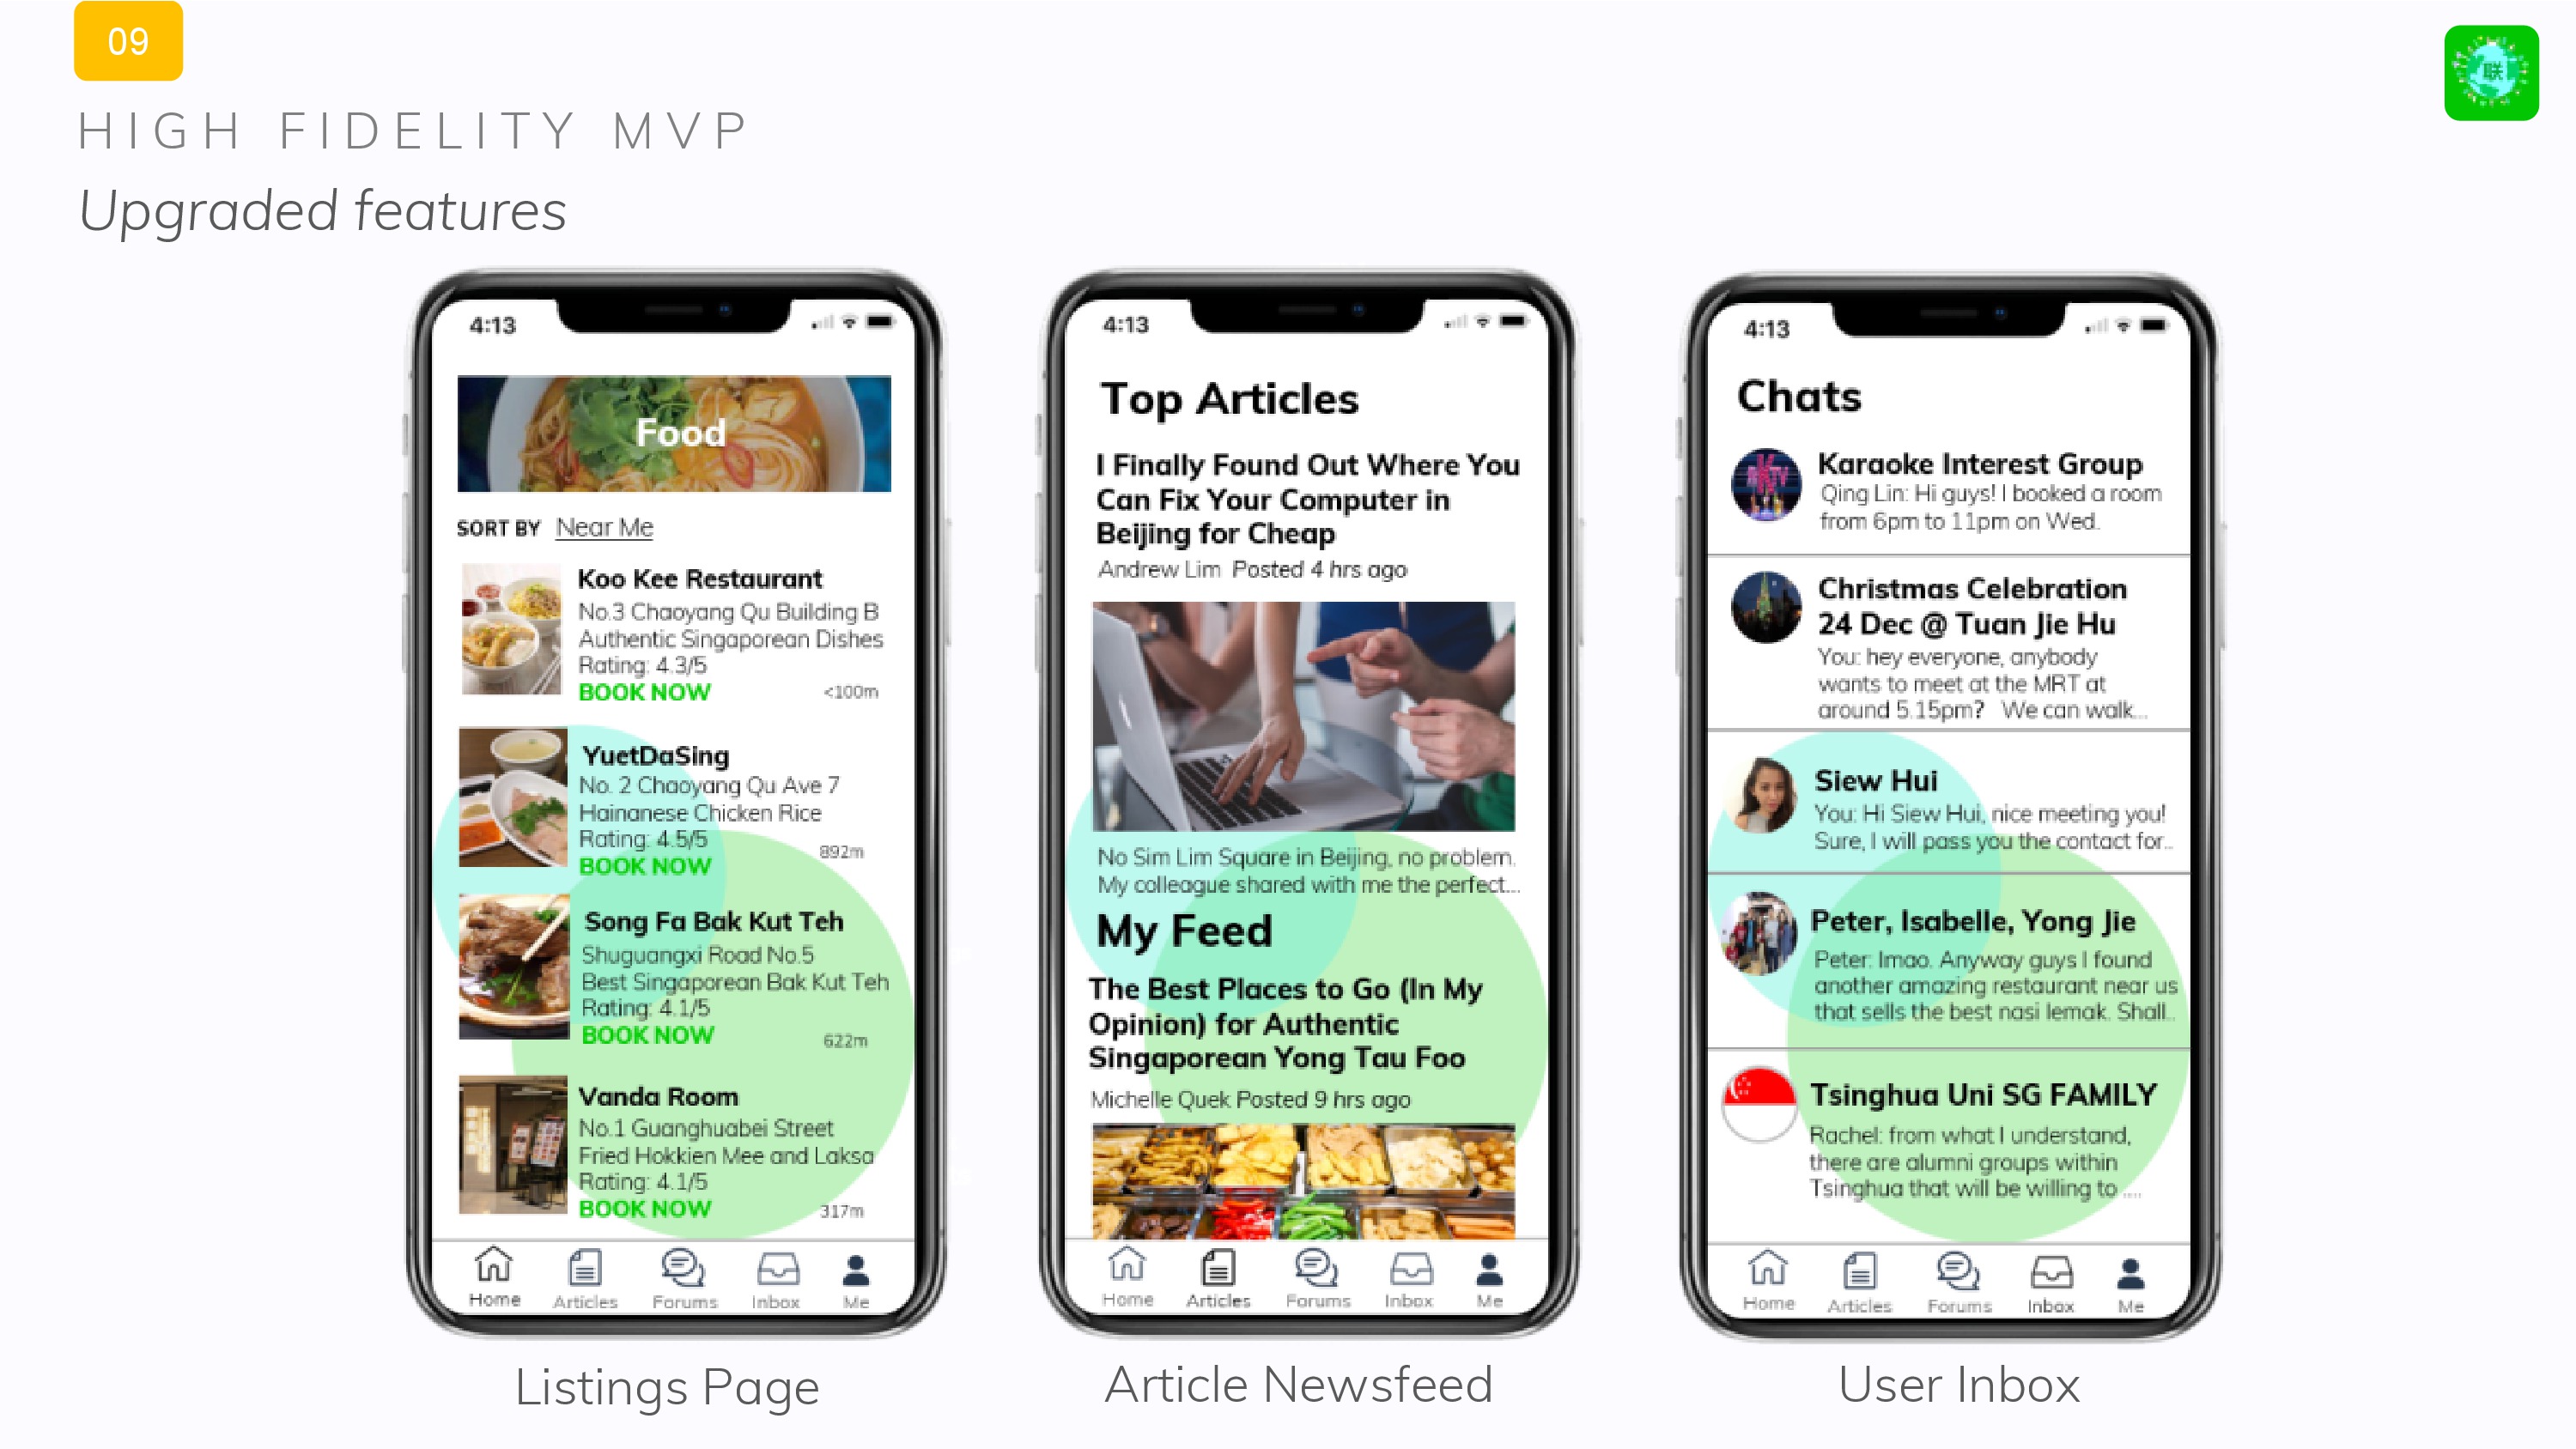 09
联
HIGH FIDELITY MVP
Upgraded features
4:13
Food
SORT BY Near Me
Koo Kee Restaurant
No.3 Chaoyang Qu Building B
Authentic Singaporean Dishes
Rating: 4.3/5
BOOK NOW
<100m
YuetDaSing
No. 2 Chaoyang Qu Ave 7
Hainanese Chicken Rice
Rating: 4.5/5
892m
BOOK NOW
Song Fa Bak Kut Teh
Shuguangxi Road No.5
Best Singaporean Bak Kut Teh
Rating: 4.1/5
BOOK NOW
622m
Vanda Room
No.1 Guanghuabei Street
Fried Hokkien Mee and Laksa
Rating: 4.1/5
BOOK NOW
317m
Home Articles Forums Inbox Me
Listings Page
4:13
Top Articles
I Finally Found Out Where You
Can Fix Your Computer in
Beijing for Cheap
Andrew Lim Posted 4 hrs ago
No Sim Lim Square in Beijing, no problem.
My colleague shared with me the perfect...
My Feed
The Best Places to Go (In My
Opinion) for Authentic
Singaporean Yong Tau Foo
Michelle Quek Posted 9 hrs ago
Home Articles Forums Inbox Me
Article Newsfeed
4:13
Chats
Karaoke Interest Group
Qing Lin: Hi guys! I booked a room
from 6pm to 11pm on Wed.
Christmas Celebration
24 Dec @ Tuan Jie Hu
You: hey everyone, anybody
wants to meet at the MRT at
around 5.15pm? We can walk...
Siew Hui
You: Hi Siew Hui, nice meeting you!
Sure, I will pass you the contact for..
Peter, Isabelle, Yong Jie
Peter: lmao. Anyway guys I found
another amazing restaurant near us
that sells the best nasi lemak. Shall..
Tsinghua Uni SG FAMILY
Rachel: from what I understand,
there are alumni groups within
Tsinghua that will be willing to ....
Home Articles Forums Inbox Me
User Inbox